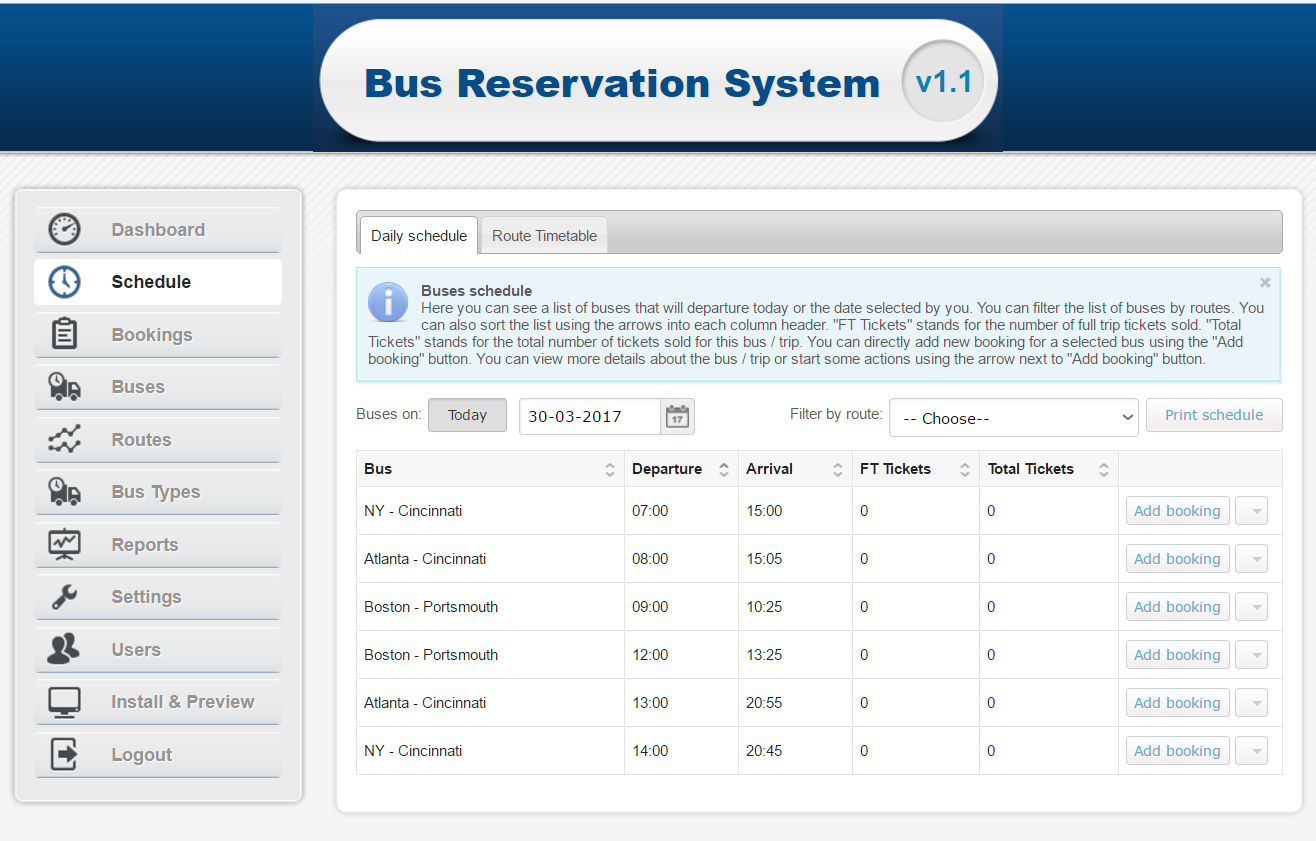 Bus Reservation System v1.1
Dashboard
Schedule
Bookings
Buses
Routes
Bus Types
Reports
Settings
Users
Install & Preview
Logout
Daily schedule Route Timetable
Buses schedule
Here you can see a list of buses that will departure today or the date selected by you. You can filter the list of buses by routes. You
can also sort the list using the arrows into each column header. "FT Tickets" stands for the number of full trip tickets sold. "Total
Tickets" stands for the total number of tickets sold for this bus / trip. You can directly add new booking for a selected bus using the "Add
booking" button. You can view more details about the bus / trip or start some actions using the arrow next to "Add booking" button.
Buses on: Today 30-03-2017 17 Filter by route: -- Choose-- Print schedule
Bus Departure Arrival FT Tickets Total Tickets
NY - Cincinnati 07:00 15:00 0 0 Add booking
Atlanta - Cincinnati 08:00 15:05 0 0 Add booking
Boston - Portsmouth 09:00 10:25 0 0 Add booking
Boston - Portsmouth 12:00 13:25 0 0 Add booking
Atlanta - Cincinnati 13:00 20:55 0 0 Add booking
NY - Cincinnati 14:00 20:45 0 0 Add booking